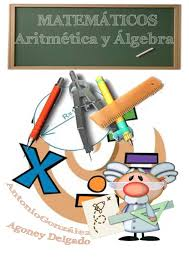 MATEMÁTICOS
Aritmética y Álgebra
AntonioGonzález
Agoney Delgado